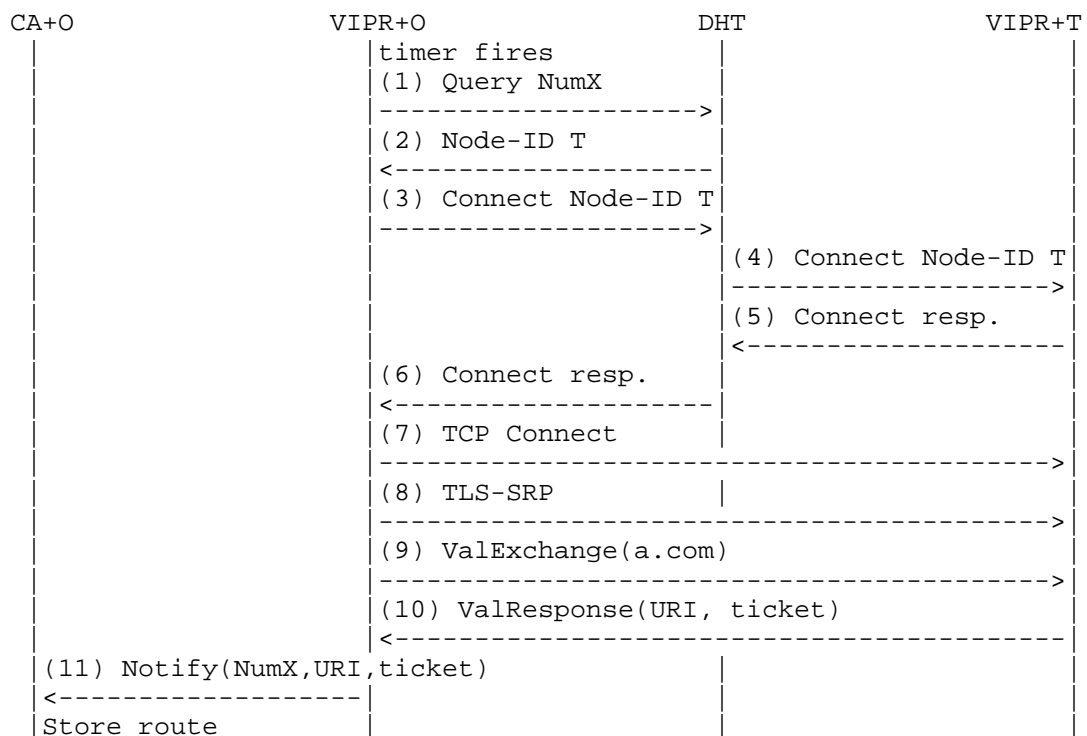 CA+O VIPR+O DHT VIPR+T
timer fires
(1) Query NumX
(2) Node-ID T
(3) Connect Node-ID T
(4) Connect Node-ID T
(5) Connect resp.
(6) Connect resp.
(7) TCP Connect
(8) TLS-SRP
(9) ValExchange(a.com)
(10) ValResponse(URI, ticket)
(11) Notify(NumX,URI,ticket)
Store route